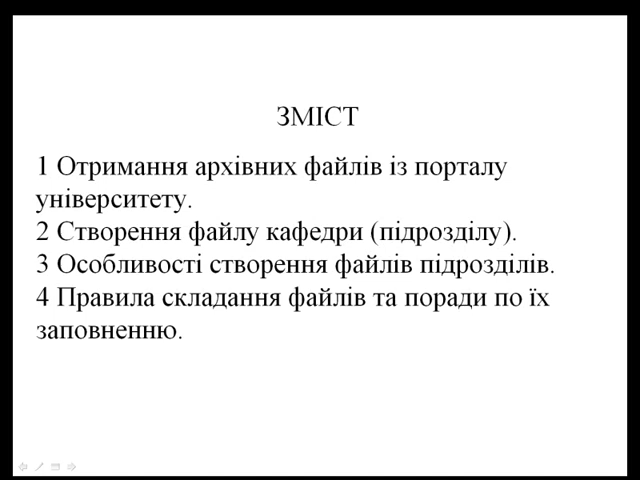 ЗМІСТ
1 Отримання архівних файлів із порталу
університету.
2 Створення файлу кафедри (підрозділу).
3 Особливості створення файлів підрозділів.
4 Правила складання файлів та поради по їх
заповненню.